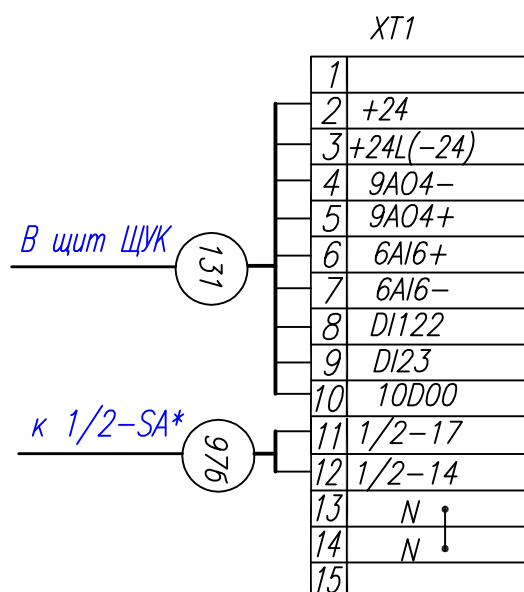 XT1
1
2 +24
3 +24L(-24)
4 9AO4-
5 9AO4+
6 6AI6+
7 6AI6-
8 DI122
9 DI23
10 10DO0
11 1/2-17
12 1/2-14
13 N
14 N
15
В щит ЩУК
131
к 1/2-SA*
976